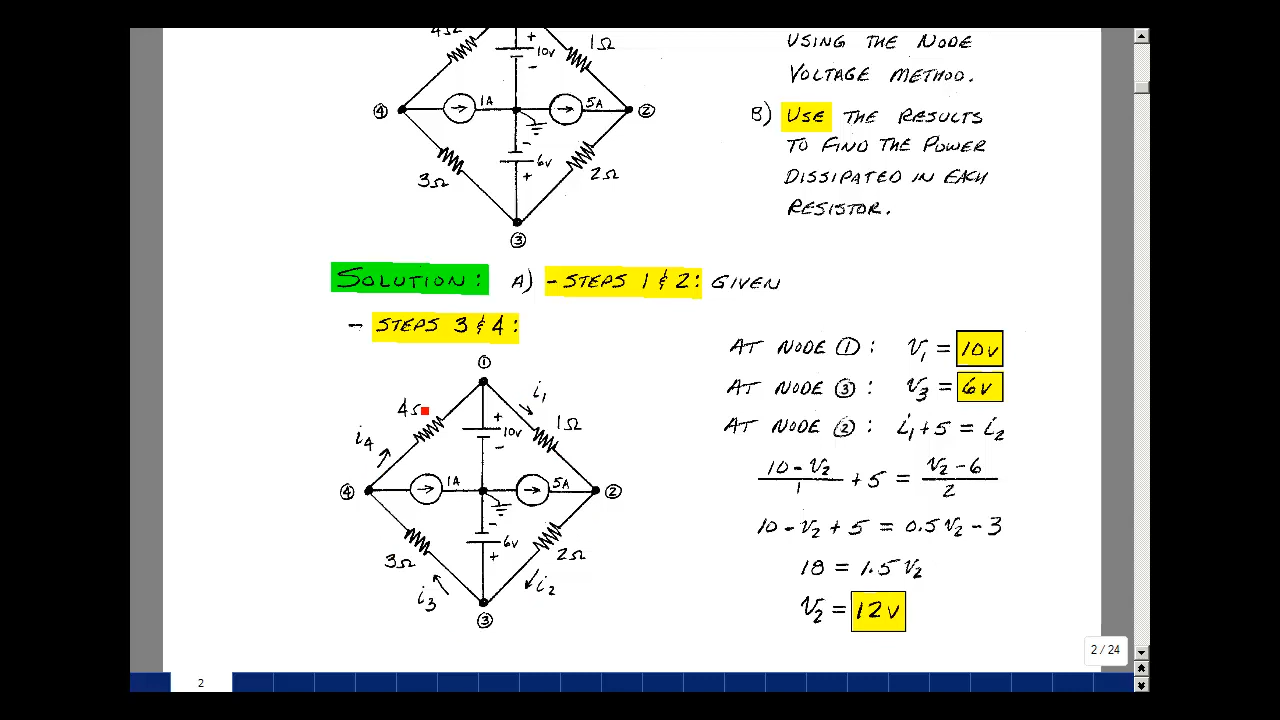 4Ω
+
10V
-
1Ω
④
1A
5A
②
-
6V
+
3Ω
2Ω
③
USING THE NODE
VOLTAGE METHOD.
B) USE THE RESULTS
TO FIND THE POWER
DISSIPATED IN EACH
RESISTOR.
SOLUTION: A) - STEPS 1 & 2: GIVEN
- STEPS 3 & 4:
①
4Ω
i4
+
10V
-
i1
1Ω
④
1A
5A
②
-
6V
+
3Ω
i3
2Ω
i2
③
AT NODE ①: V1 = 10V
AT NODE ③: V3 = 6V
AT NODE ②: i1 + 5 = i2
(10 - V2)/1 + 5 = (V2 - 6)/2
10 - V2 + 5 = 0.5V2 - 3
18 = 1.5V2
V2 = 12V
2 / 24
2